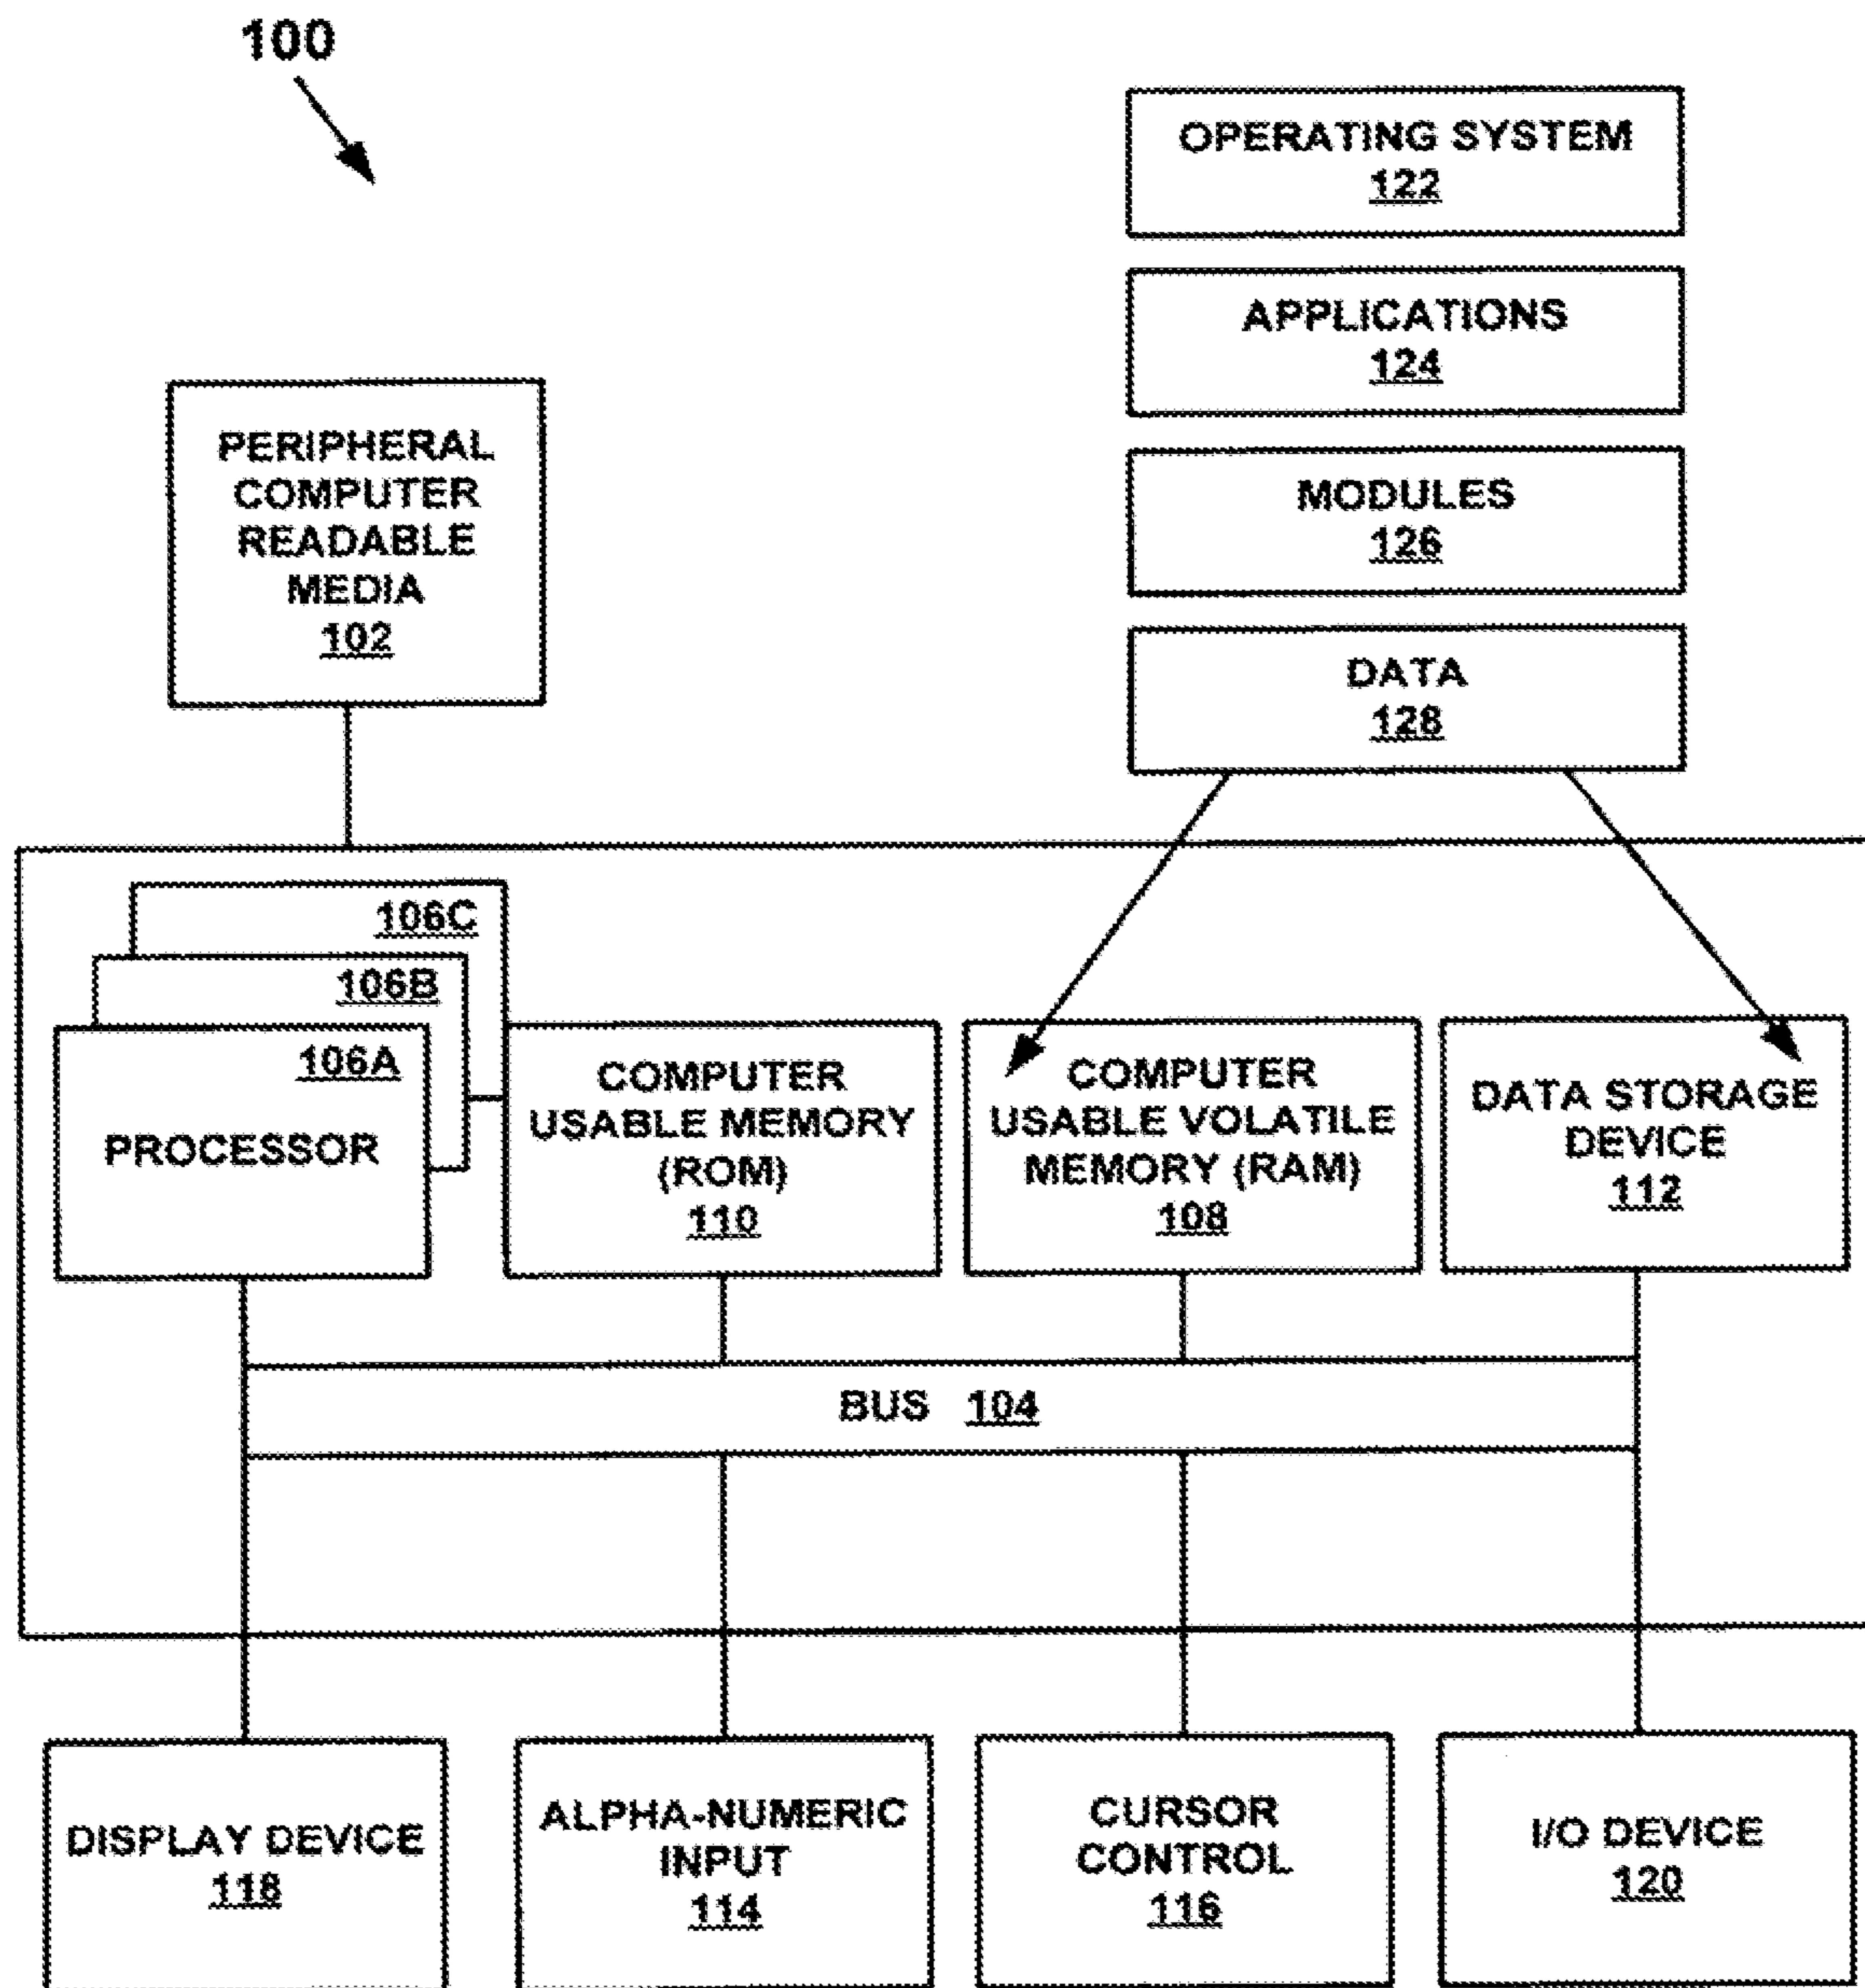 100
OPERATING SYSTEM
122
APPLICATIONS
124
MODULES
126
DATA
128
PERIPHERAL
COMPUTER
READABLE
MEDIA
102
106C
106B
106A
PROCESSOR
COMPUTER
USABLE MEMORY
(ROM)
110
COMPUTER
USABLE VOLATILE
MEMORY (RAM)
108
DATA STORAGE
DEVICE
112
BUS 104
DISPLAY DEVICE
118
ALPHA-NUMERIC
INPUT
114
CURSOR
CONTROL
116
I/O DEVICE
120